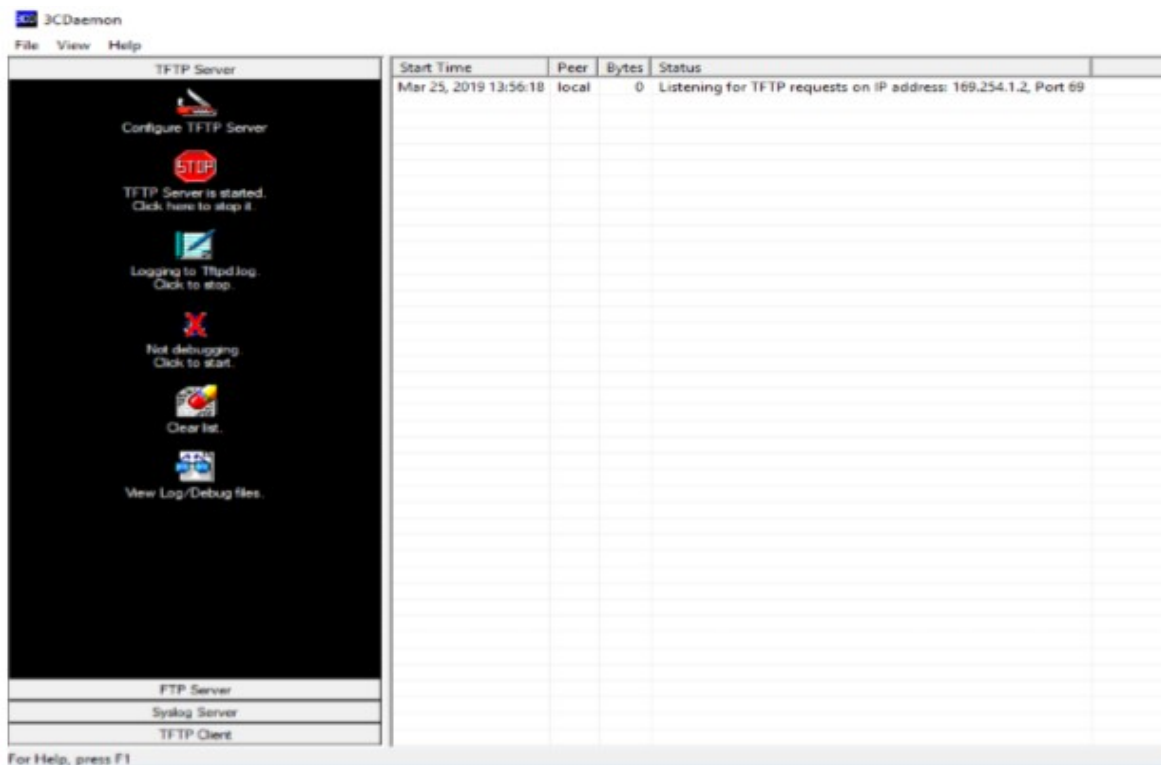 3CDaemon
File View Help
TFTP Server
Configure TFTP Server
STOP
TFTP Server is started.
Click here to stop it.
Logging to Tftpd.log.
Click to stop.
Not debugging.
Click to start.
Clear list.
View Log/Debug files.
FTP Server
Syslog Server
TFTP Client
Start Time Peer Bytes Status
Mar 25, 2019 13:56:18 local 0 Listening for TFTP requests on IP address: 169.254.1.2, Port 69
For Help, press F1